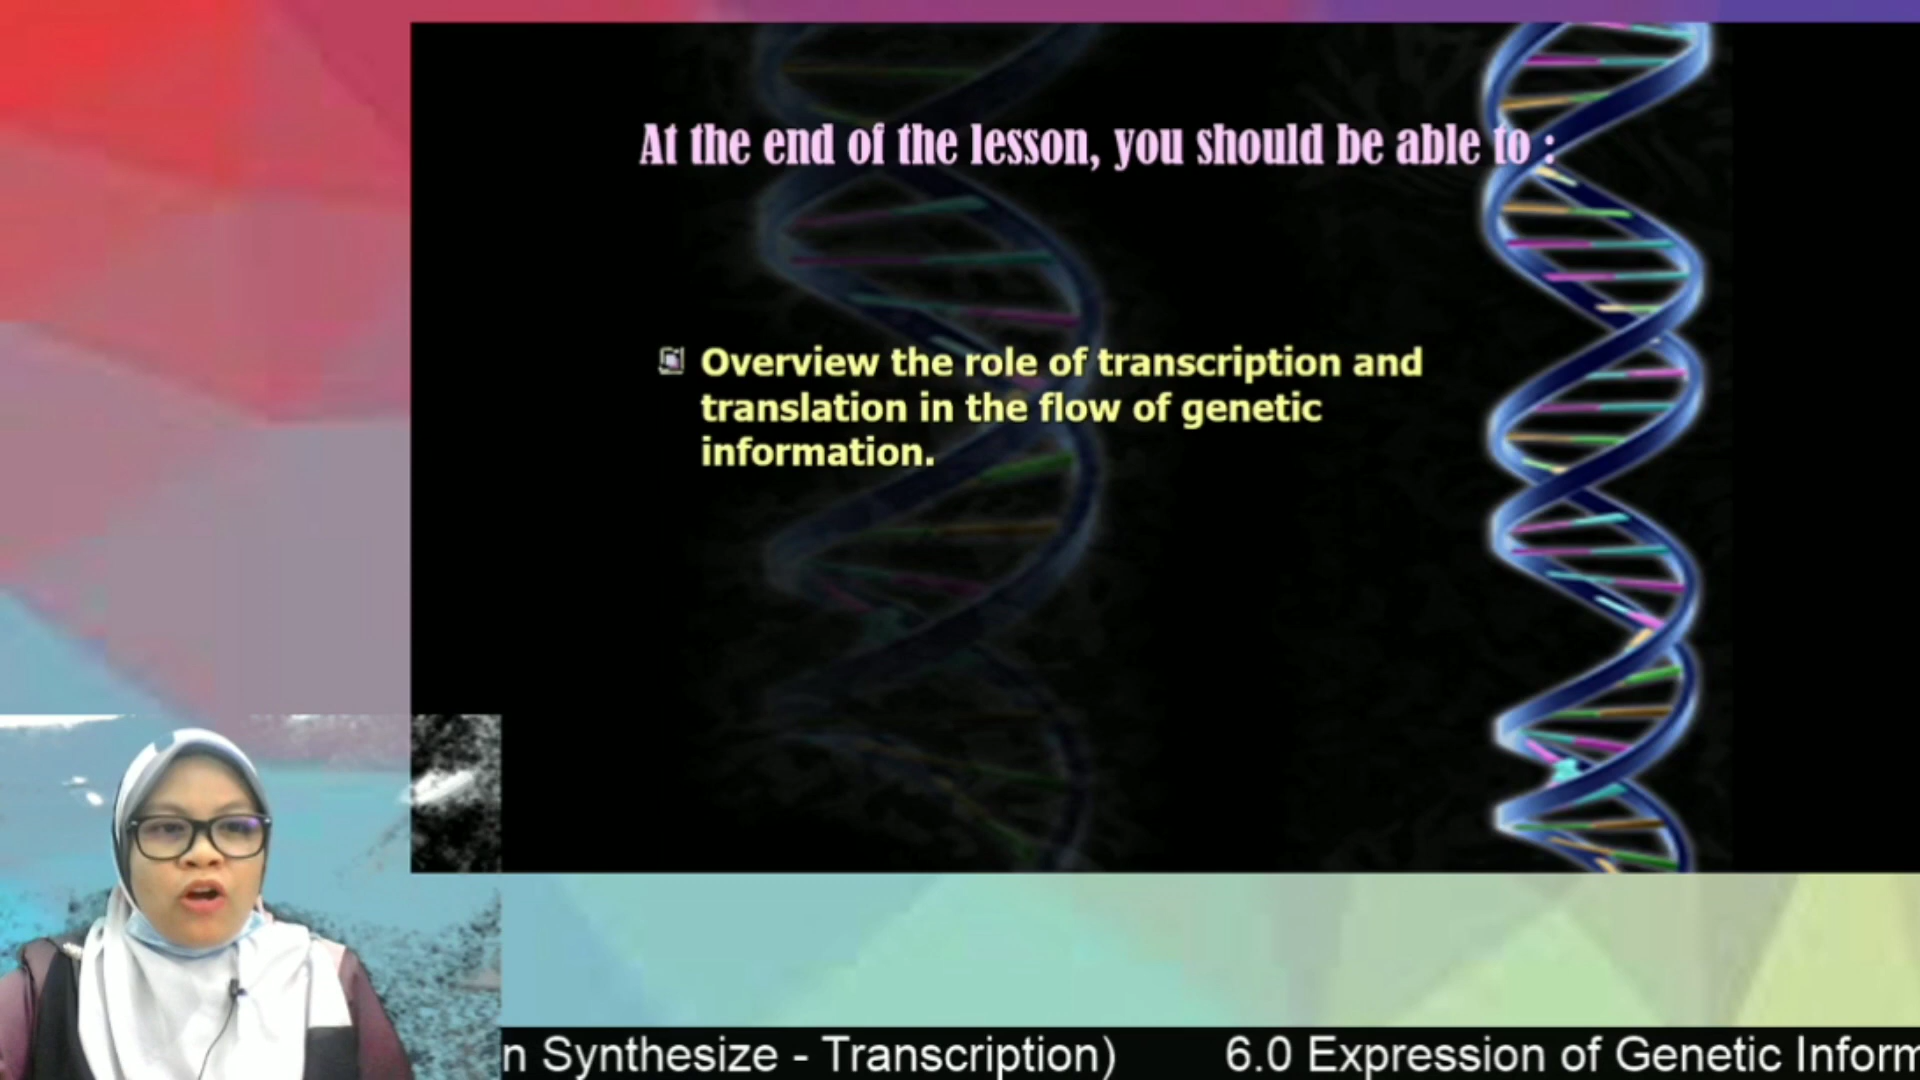 At the end of the lesson, you should be able to :
Overview the role of transcription and
translation in the flow of genetic
information.
n Synthesize - Transcription) 6.0 Expression of Genetic Inform